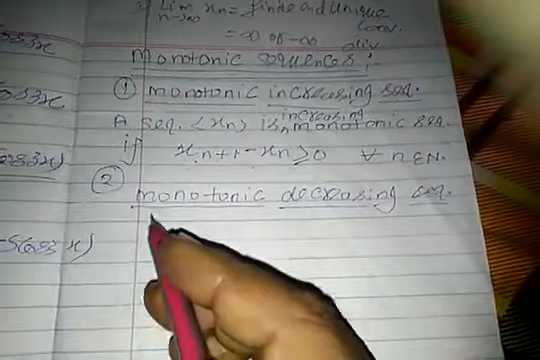 lim xn = finite and unique
n→∞ conv.
= ∞ or -∞ div
Monotonic sequences :-
① monotonic increasing seq.
increasing
A seq. <xn> is monotonic seq.
if xn+1 - xn ≥ 0 ∀ n ∈ N.
② monotonic decreasing seq.